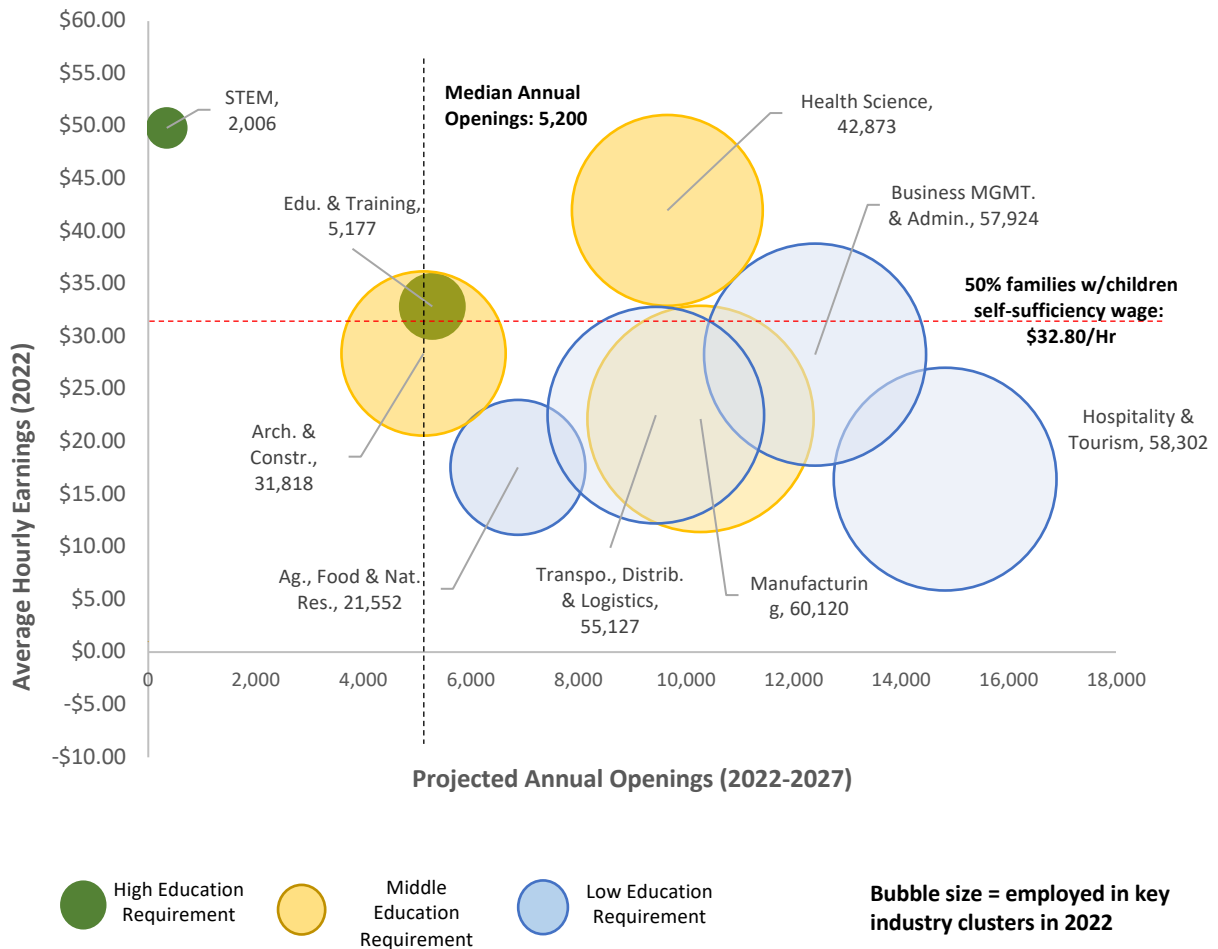 $60.00
$55.00
$50.00
$45.00
$40.00
$35.00
$30.00
$25.00
$20.00
$15.00
$10.00
$5.00
$0.00
-$5.00
-$10.00
Average Hourly Earnings (2022)
STEM,
2,006
Median Annual
Openings: 5,200
Health Science,
42,873
Edu. & Training,
5,177
Business MGMT.
& Admin., 57,924
50% families w/children
self-sufficiency wage:
$32.80/Hr
Arch. &
Constr.,
31,818
Hospitality &
Tourism, 58,302
Ag., Food & Nat.
Res., 21,552
Transpo., Distrib.
& Logistics,
55,127
Manufacturin
g, 60,120
0
2,000
4,000
6,000
8,000
10,000
12,000
14,000
16,000
18,000
Projected Annual Openings (2022-2027)
High Education
Requirement
Middle
Education
Requirement
Low Education
Requirement
Bubble size = employed in key
industry clusters in 2022